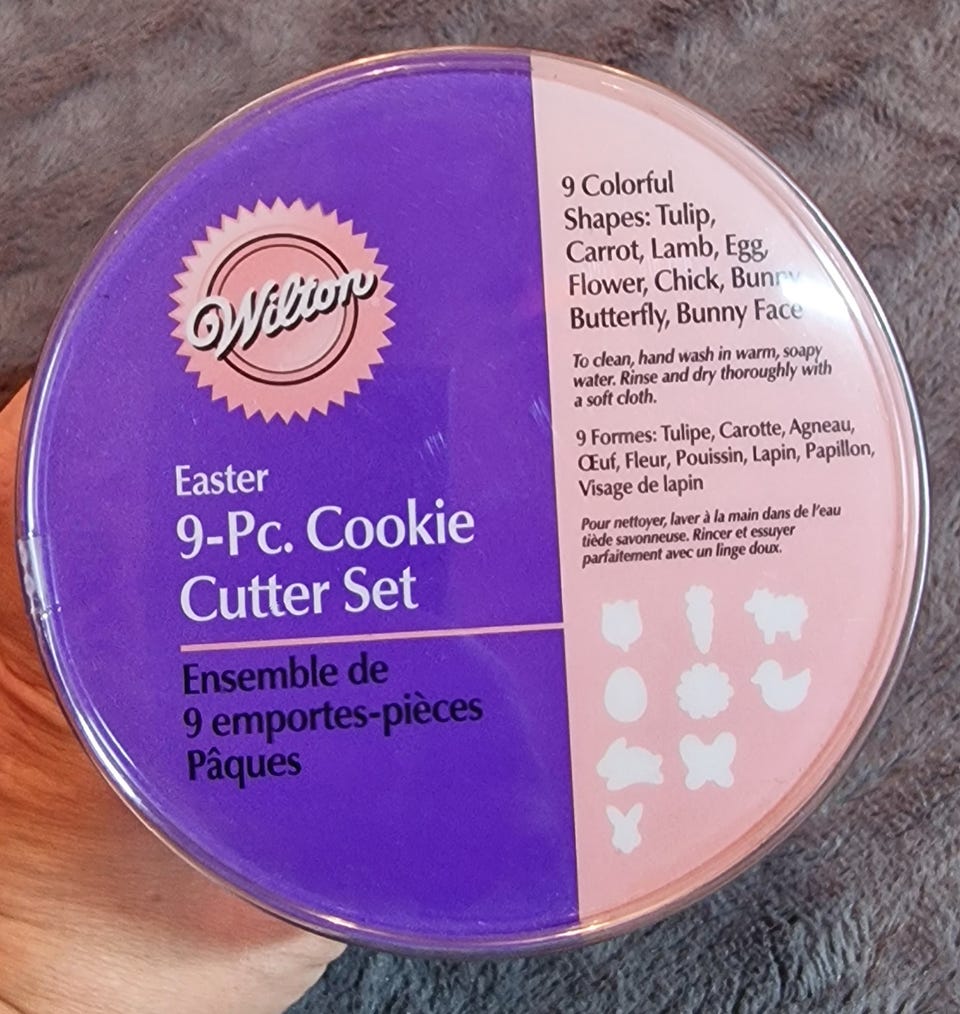 Wilton
Easter
9-Pc. Cookie
Cutter Set
Ensemble de
9 emportes-pièces
Pâques
9 Colorful
Shapes: Tulip,
Carrot, Lamb, Egg,
Flower, Chick, Bunny
Butterfly, Bunny Face
To clean, hand wash in warm, soapy
water. Rinse and dry thoroughly with
a soft cloth.
9 Formes: Tulipe, Carotte, Agneau,
Œuf, Fleur, Pouissin, Lapin, Papillon,
Visage de lapin
Pour nettoyer, laver à la main dans de l'eau
tiède savonneuse. Rincer et essuyer
parfaitement avec un linge doux.